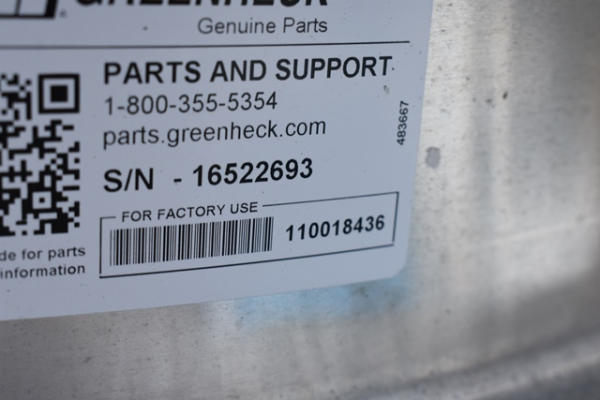 GREENHECK
Genuine Parts
PARTS AND SUPPORT
1-800-355-5354
parts.greenheck.com
483667
S/N - 16522693
FOR FACTORY USE
110018436
de for parts
information